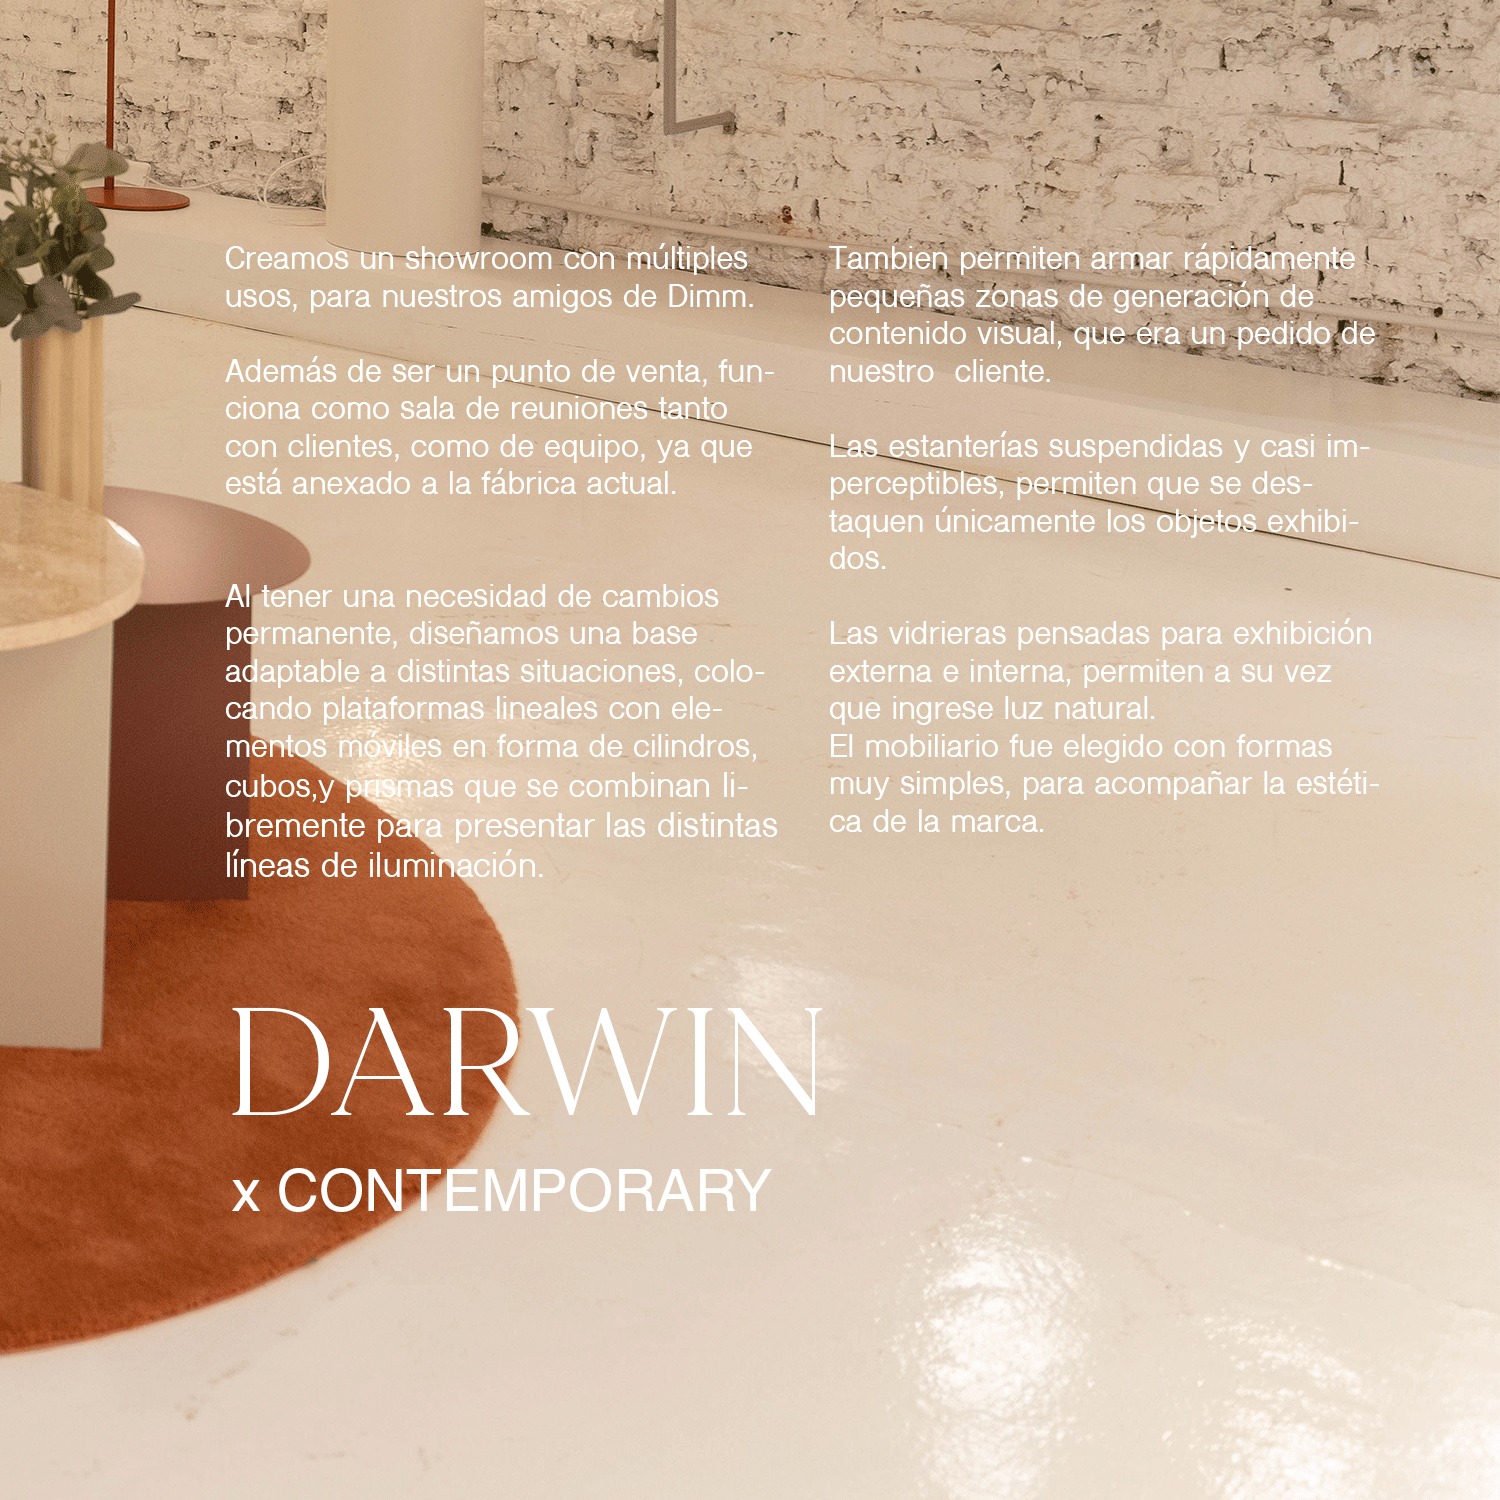 Creamos un showroom con múltiples
usos, para nuestros amigos de Dimm.
Además de ser un punto de venta, fun-
ciona como sala de reuniones tanto
con clientes, como de equipo, ya que
está anexado a la fábrica actual.
Al tener una necesidad de cambios
permanente, diseñamos una base
adaptable a distintas situaciones, colo-
cando plataformas lineales con ele-
mentos móviles en forma de cilindros,
cubos,y prismas que se combinan li-
bremente para presentar las distintas
líneas de iluminación.
Tambien permiten armar rápidamente
pequeñas zonas de generación de
contenido visual, que era un pedido de
nuestro  cliente.
Las estanterías suspendidas y casi im-
perceptibles, permiten que se des-
taquen únicamente los objetos exhibi-
dos.
Las vidrieras pensadas para exhibición
externa e interna, permiten a su vez
que ingrese luz natural.
El mobiliario fue elegido con formas
muy simples, para acompañar la estéti-
ca de la marca.
DARWIN
x CONTEMPORARY